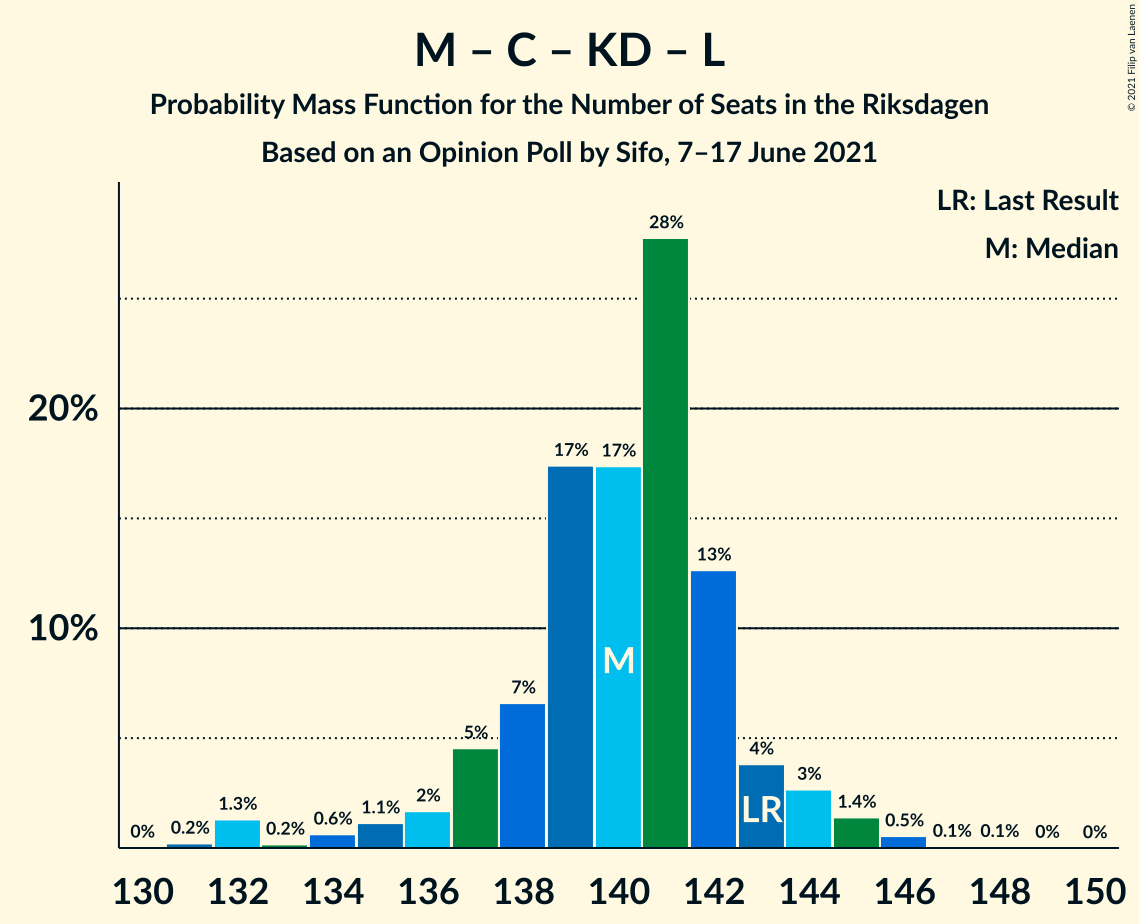 M – C – KD – L
Probability Mass Function for the Number of Seats in the Riksdagen
Based on an Opinion Poll by Sifo, 7–17 June 2021
© 2021 Filip van Laenen
LR: Last Result
M: Median
20%
10%
0%
0.2%
1.3%
0.2%
0.6%
1.1%
2%
5%
7%
17%
17%
28%
13%
4%
3%
1.4%
0.5%
0.1%
0.1%
0%
0%
M
LR
130 132 134 136 138 140 142 144 146 148 150